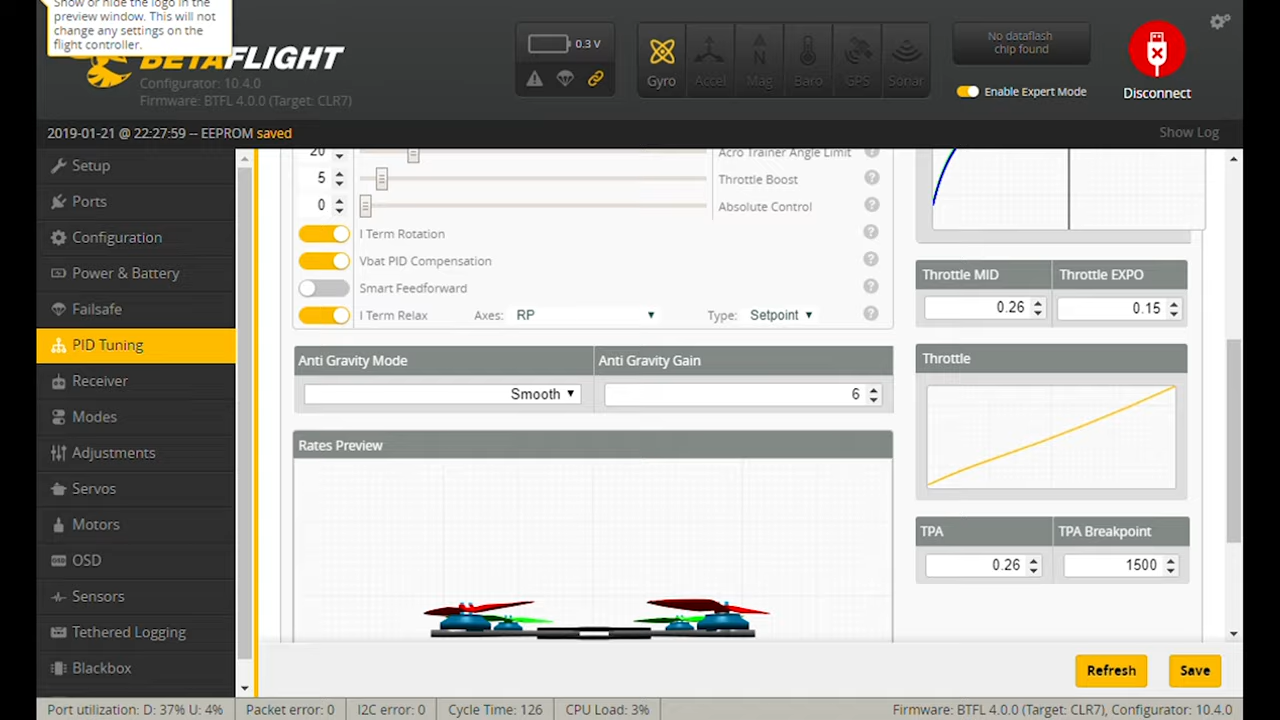 Show or hide the logo in the
preview window. This will not
change any settings on the
flight controller.
BETAFLIGHT
Configurator: 10.4.0
Firmware: BTFL 4.0.0 (Target: CLR7)
0.3 V
Gyro
Accel
Mag
Baro
GPS
Sonar
No dataflash
chip found
Enable Expert Mode
Disconnect
2019-01-21 @ 22:27:59 -- EEPROM saved
Show Log
Setup
Ports
Configuration
Power & Battery
Failsafe
PID Tuning
Receiver
Modes
Adjustments
Servos
Motors
OSD
Sensors
Tethered Logging
Blackbox
20 Acro Trainer Angle Limit
5 Throttle Boost
0 Absolute Control
I Term Rotation
Vbat PID Compensation
Smart Feedforward
I Term Relax Axes: RP Type: Setpoint
Anti Gravity Mode Anti Gravity Gain
Smooth 6
Rates Preview
Throttle MID Throttle EXPO
0.26 0.15
Throttle
TPA TPA Breakpoint
0.26 1500
Refresh Save
Port utilization: D: 37% U: 4% Packet error: 0 I2C error: 0 Cycle Time: 126 CPU Load: 3% Firmware: BTFL 4.0.0 (Target: CLR7), Configurator: 10.4.0